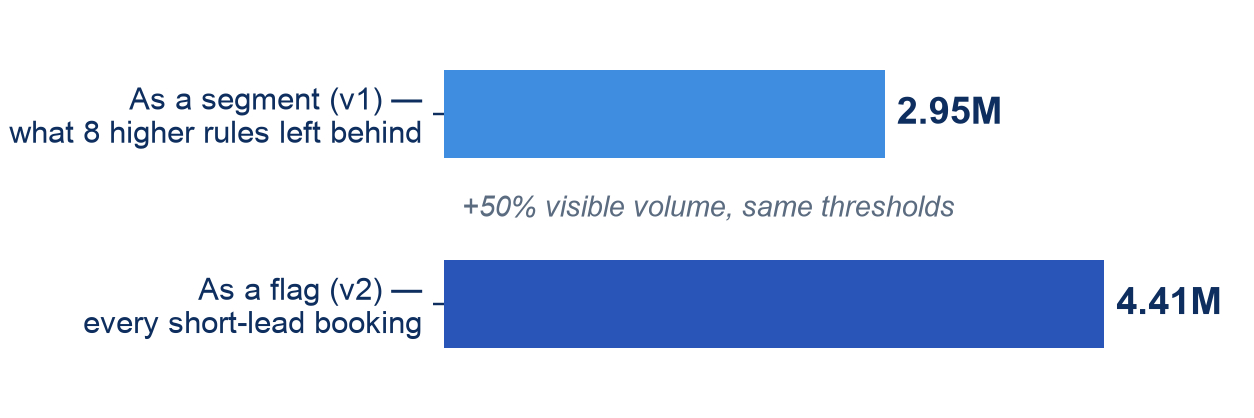 As a segment (v1) —
what 8 higher rules left behind
2.95M
+50% visible volume, same thresholds
As a flag (v2) —
every short-lead booking
4.41M